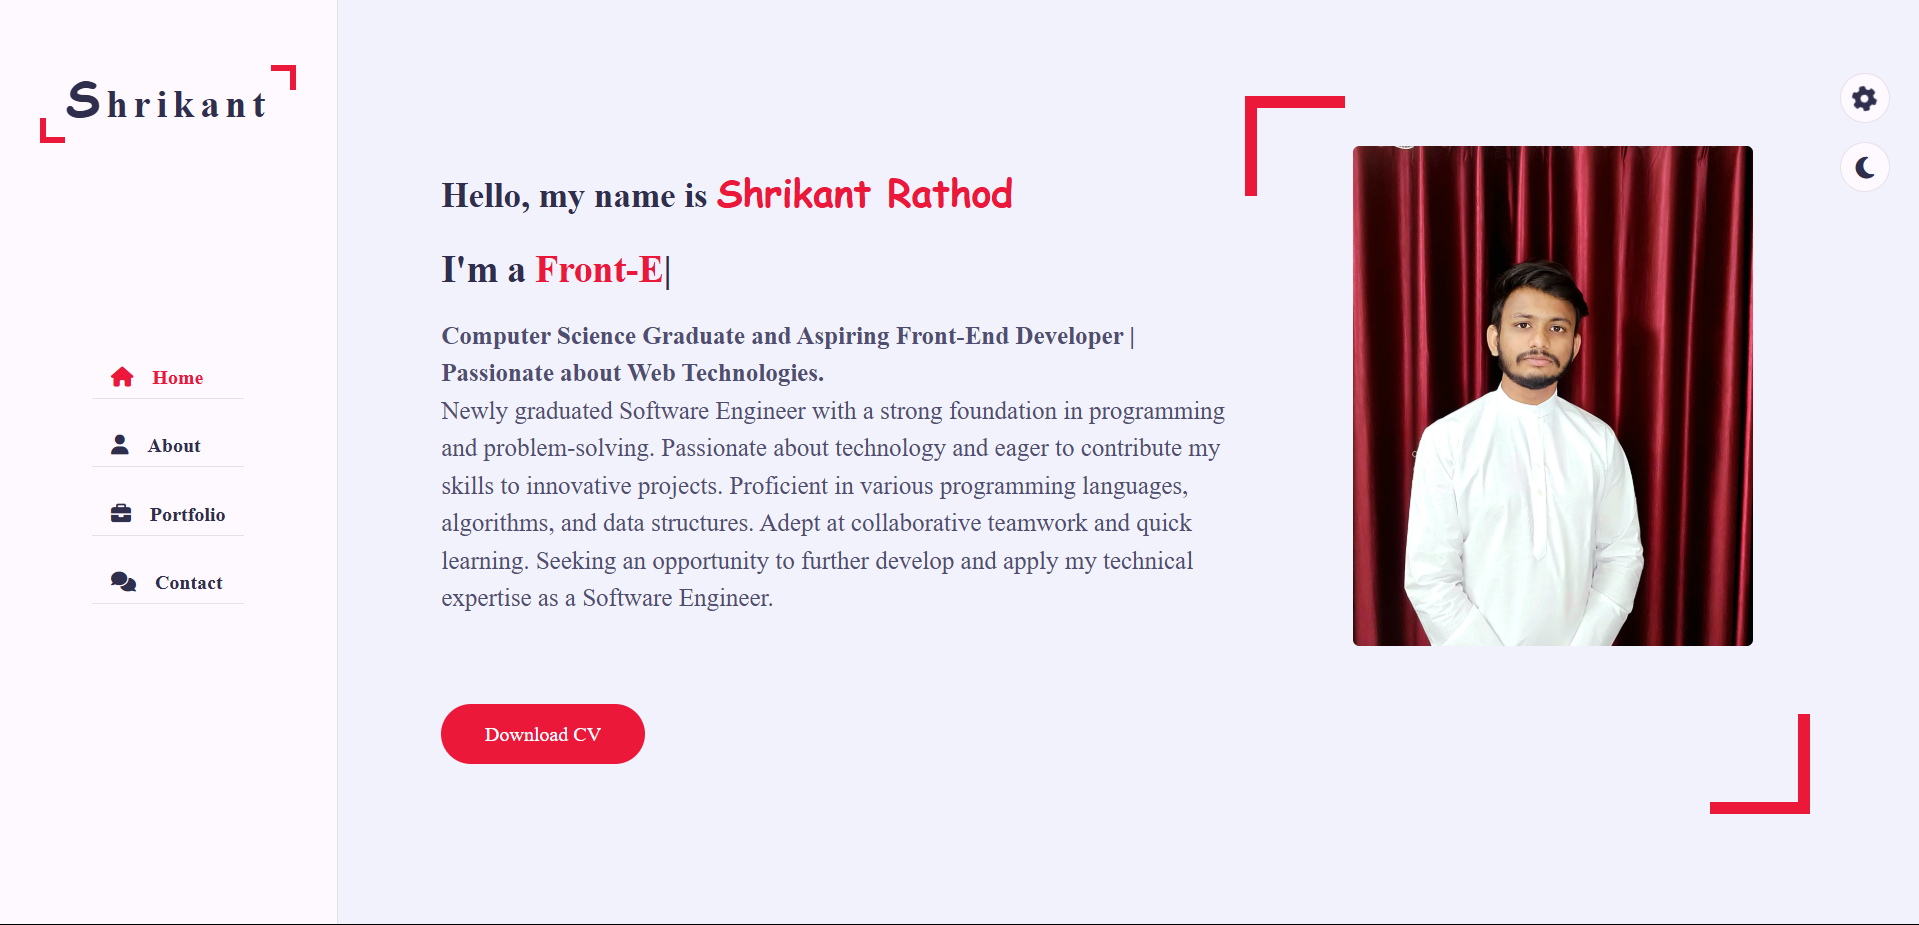 Shrikant
Home
About
Portfolio
Contact
Hello, my name is Shrikant Rathod
I'm a Front-E|
Computer Science Graduate and Aspiring Front-End Developer |
Passionate about Web Technologies.
Newly graduated Software Engineer with a strong foundation in programming
and problem-solving. Passionate about technology and eager to contribute my
skills to innovative projects. Proficient in various programming languages,
algorithms, and data structures. Adept at collaborative teamwork and quick
learning. Seeking an opportunity to further develop and apply my technical
expertise as a Software Engineer.
Download CV